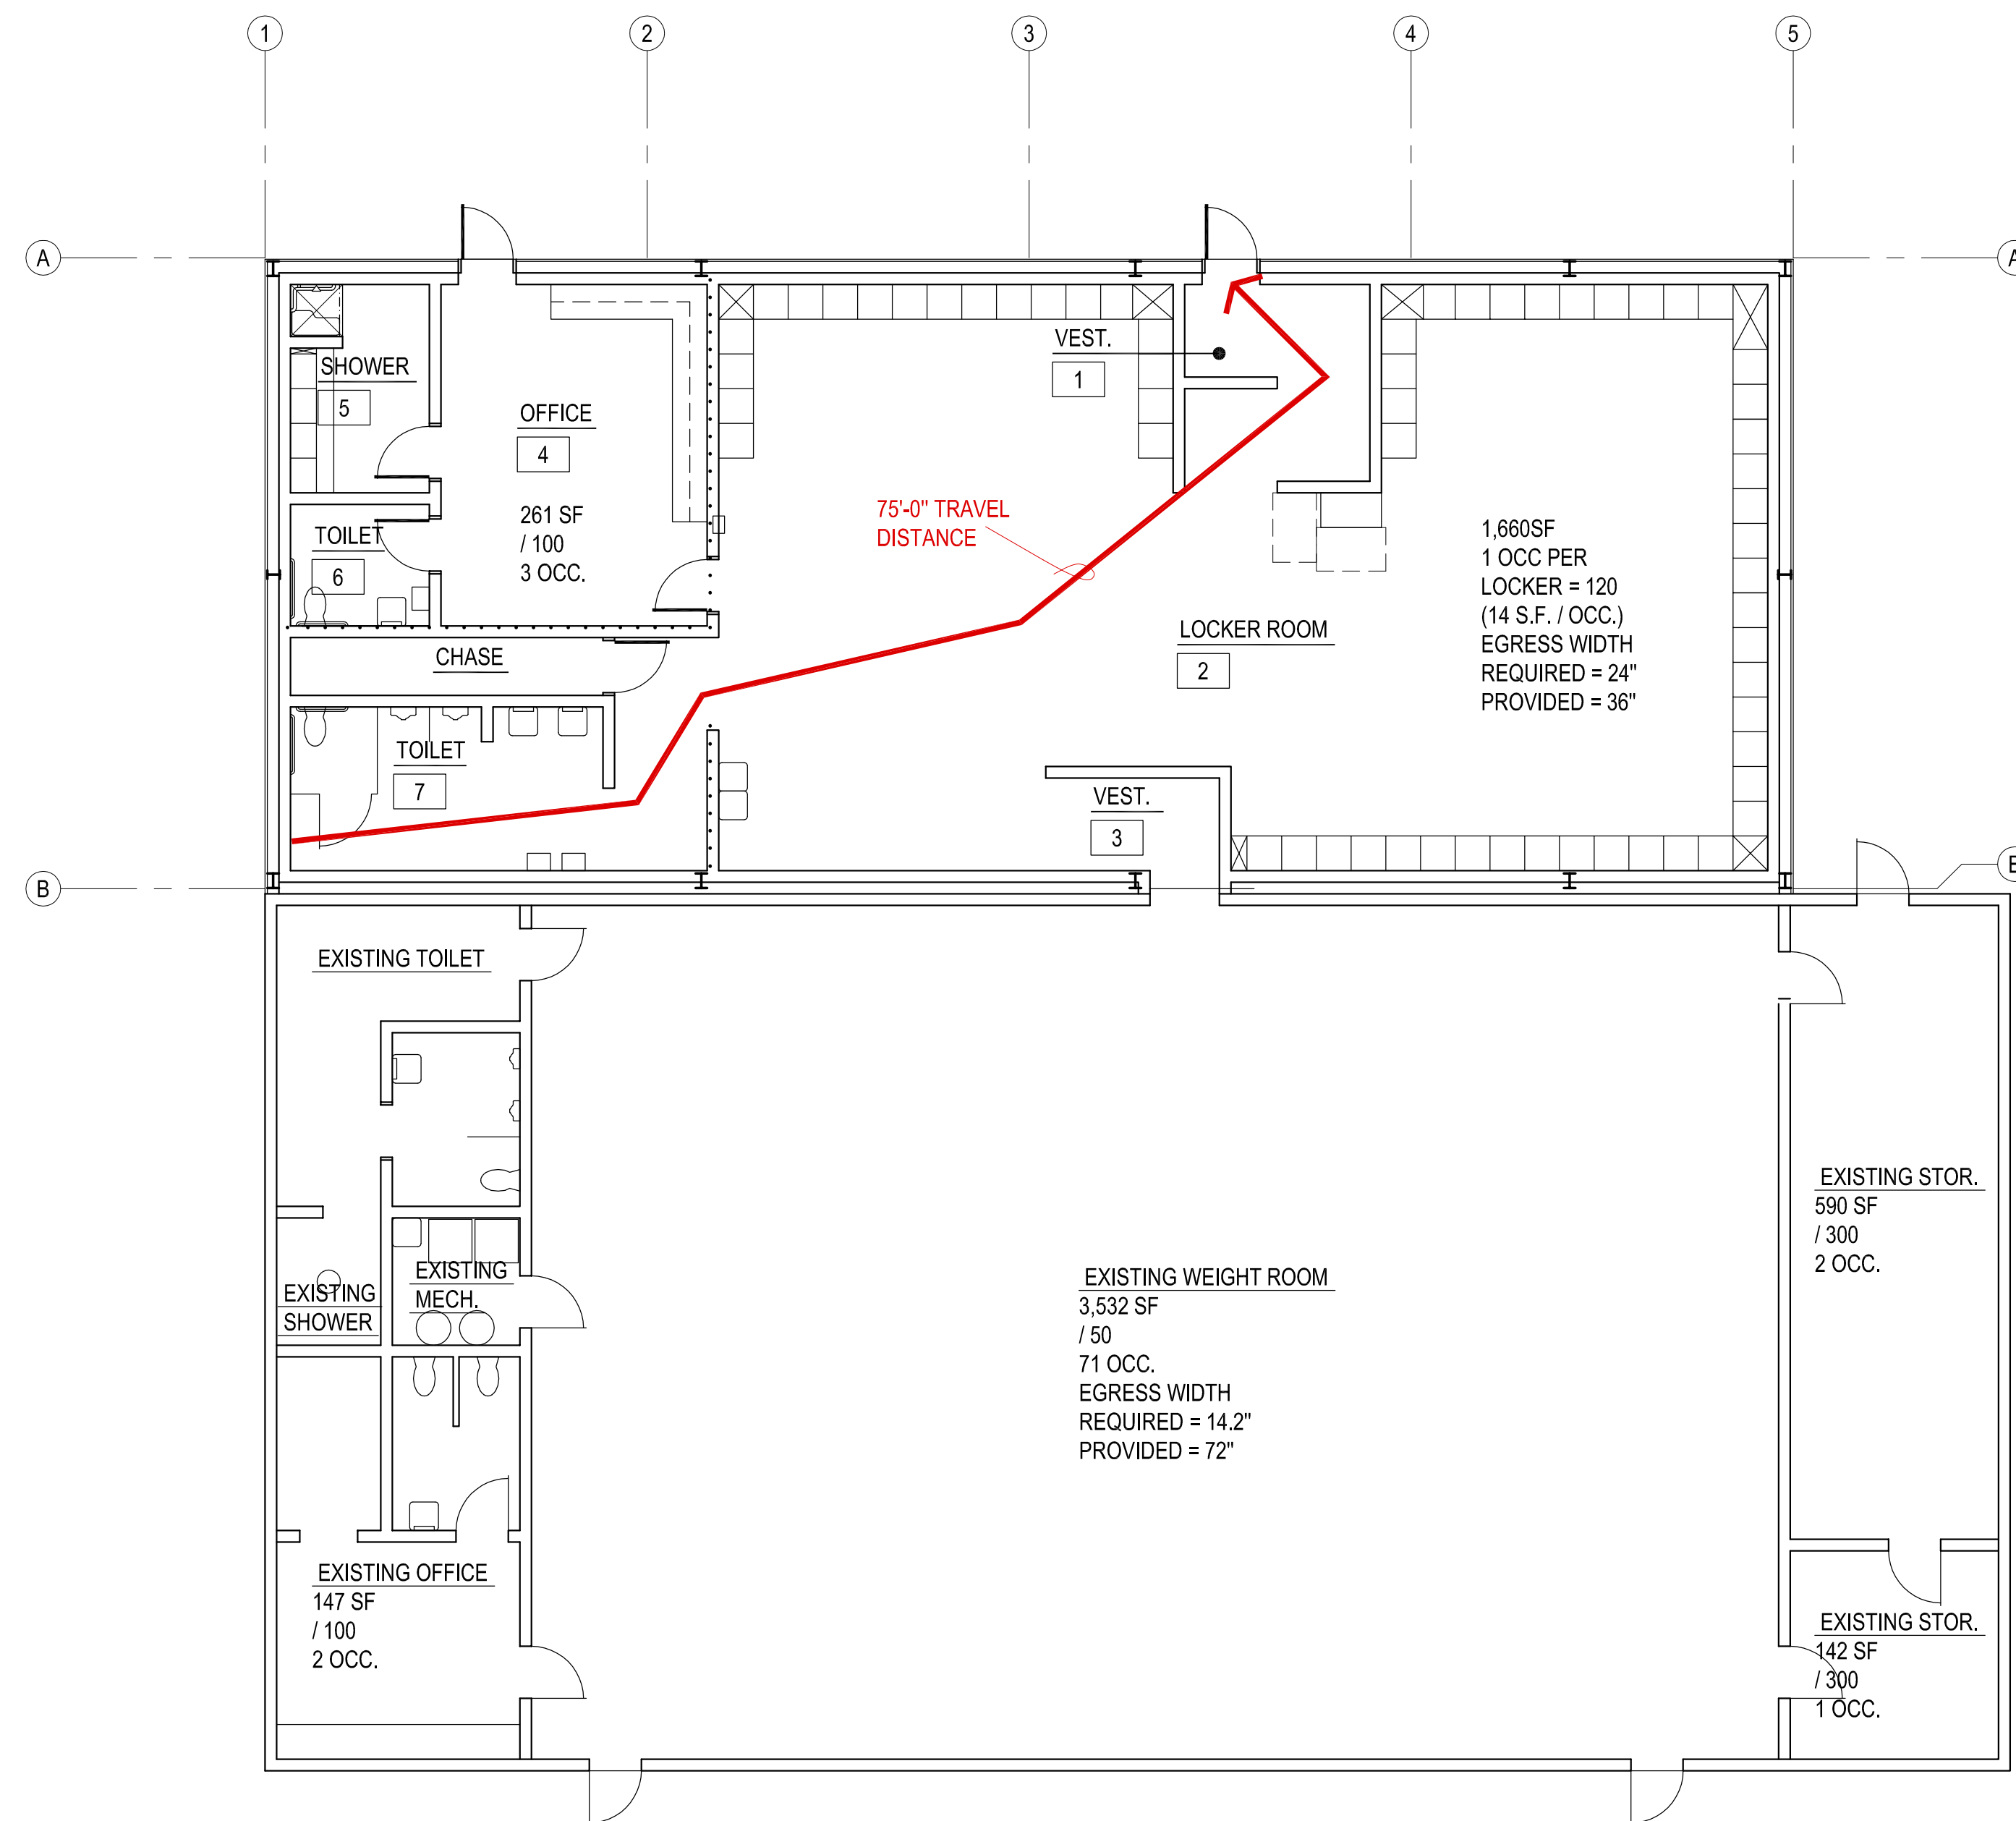 1
2
3
4
5
A
A
SHOWER
5
OFFICE
4
261 SF
/ 100
3 OCC.
TOILET
6
CHASE
TOILET
7
VEST.
1
75'-0" TRAVEL
DISTANCE
LOCKER ROOM
2
1,660SF
1 OCC PER
LOCKER = 120
(14 S.F. / OCC.)
EGRESS WIDTH
REQUIRED = 24"
PROVIDED = 36"
VEST.
3
B
EXISTING TOILET
EXISTING
SHOWER
EXISTING
MECH.
EXISTING WEIGHT ROOM
3,532 SF
/ 50
71 OCC.
EGRESS WIDTH
REQUIRED = 14.2"
PROVIDED = 72"
EXISTING STOR.
590 SF
/ 300
2 OCC.
EXISTING OFFICE
147 SF
/ 100
2 OCC.
EXISTING STOR.
142 SF
/ 300
1 OCC.